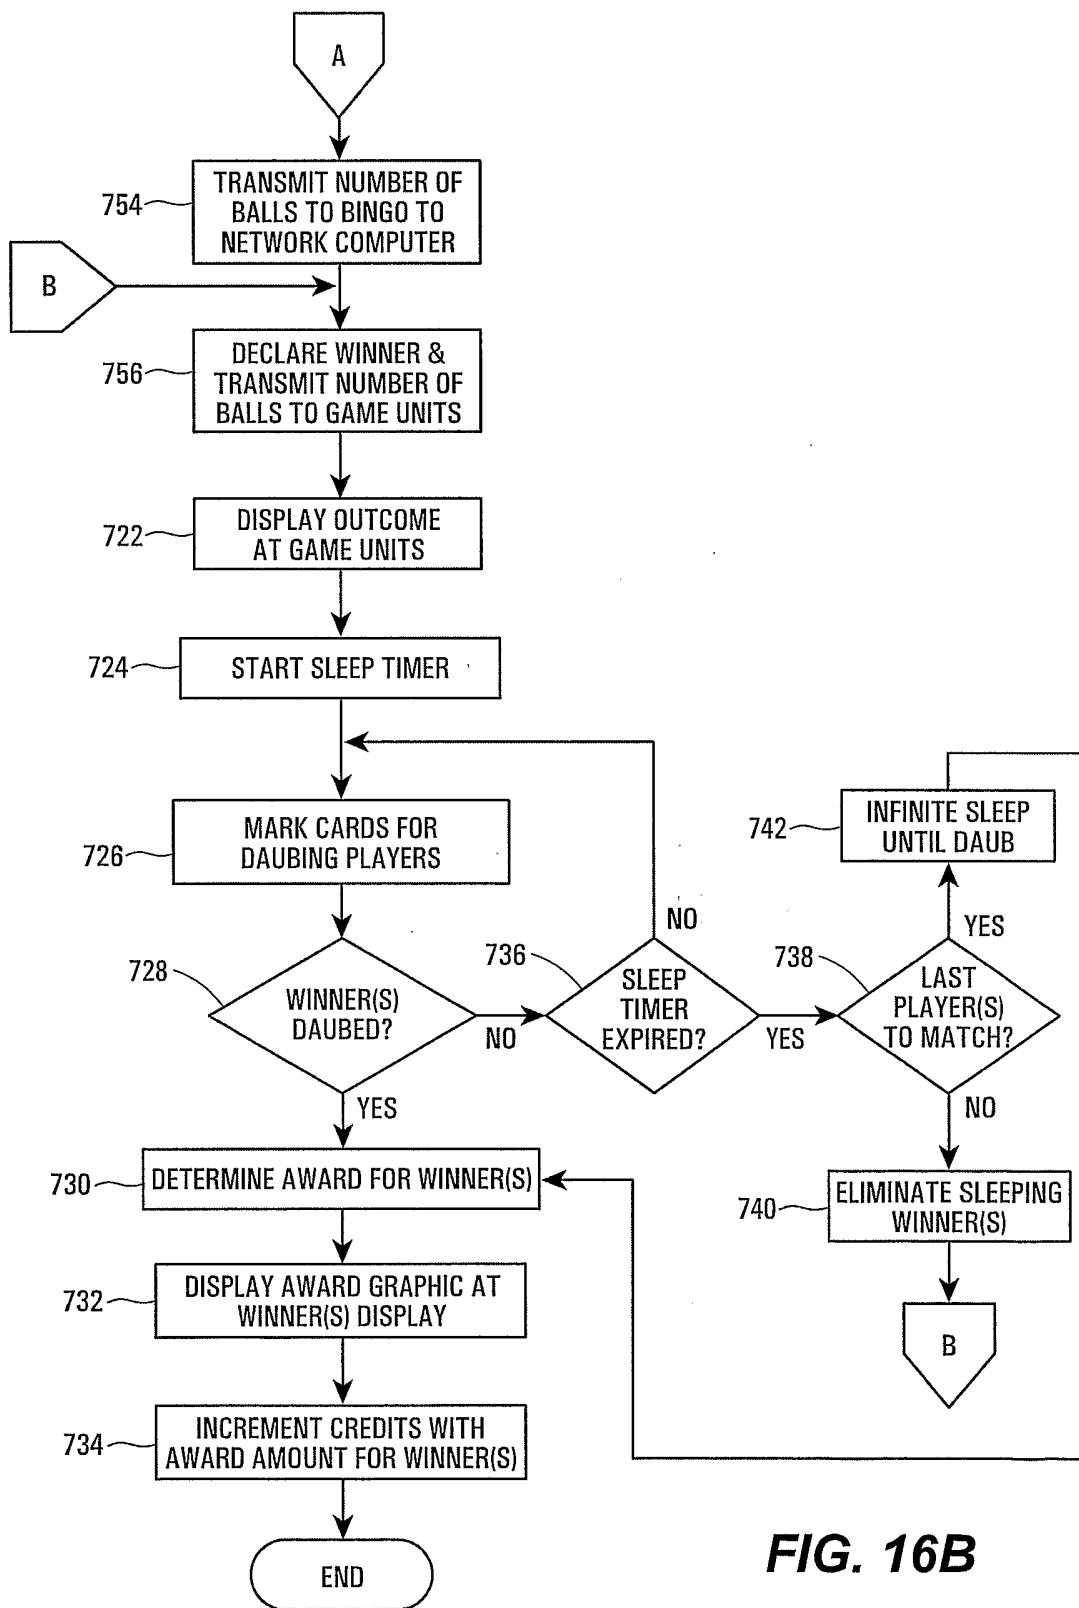 A
754
TRANSMIT NUMBER OF
BALLS TO BINGO TO
NETWORK COMPUTER
B
756
DECLARE WINNER &
TRANSMIT NUMBER OF
BALLS TO GAME UNITS
722
DISPLAY OUTCOME
AT GAME UNITS
724
START SLEEP TIMER
726
MARK CARDS FOR
DAUBING PLAYERS
742
INFINITE SLEEP
UNTIL DAUB
728
WINNER(S)
DAUBED?
NO
YES
736
SLEEP
TIMER
EXPIRED?
NO
YES
738
LAST
PLAYER(S)
TO MATCH?
YES
NO
730
DETERMINE AWARD FOR WINNER(S)
740
ELIMINATE SLEEPING
WINNER(S)
B
732
DISPLAY AWARD GRAPHIC AT
WINNER(S) DISPLAY
734
INCREMENT CREDITS WITH
AWARD AMOUNT FOR WINNER(S)
END
FIG. 16B